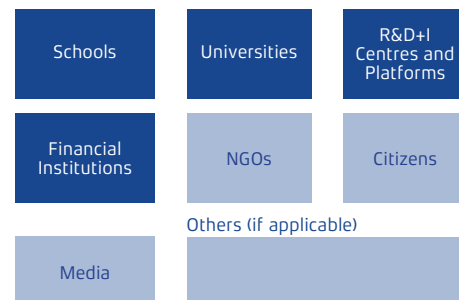 Schools
Universities
R&D+I
Centres and
Platforms
Financial
Institutions
NGOs
Citizens
Others (if applicable)
Media